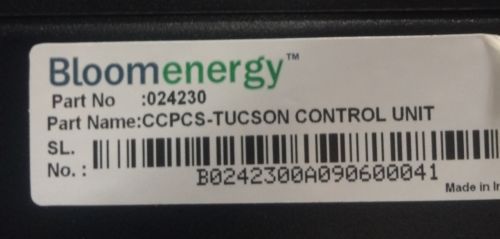 Bloomenergy™
Part No :024230
Part Name:CCPCS-TUCSON CONTROL UNIT
SL.
No. :
B0242300A090600041
Made in